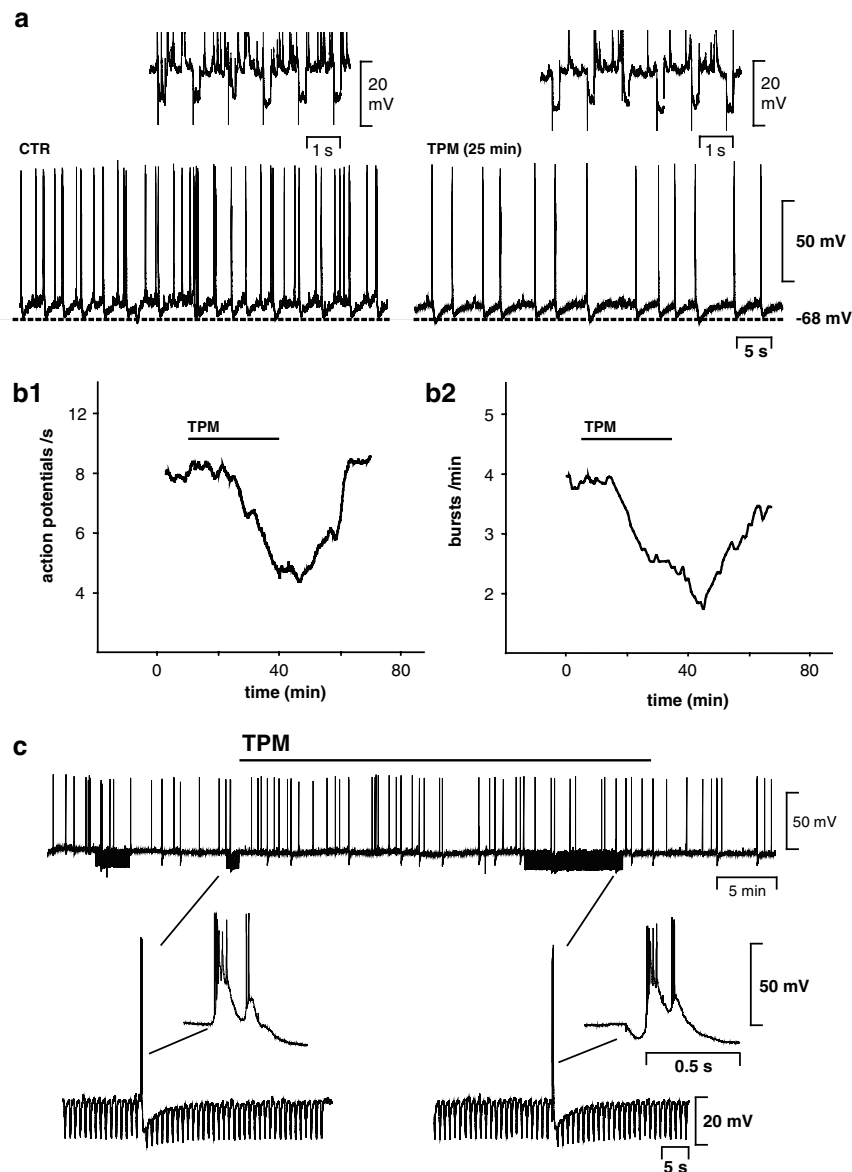 a
20
mV
20
mV
1 s
1 s
CTR
TPM (25 min)
50 mV
-68 mV
5 s
b1
b2
12
8
6
4
action potentials /s
TPM
0
40
80
time (min)
5
4
3
2
bursts /min
TPM
0
40
80
time (min)
c
TPM
50 mV
5 min
50 mV
0.5 s
20 mV
5 s